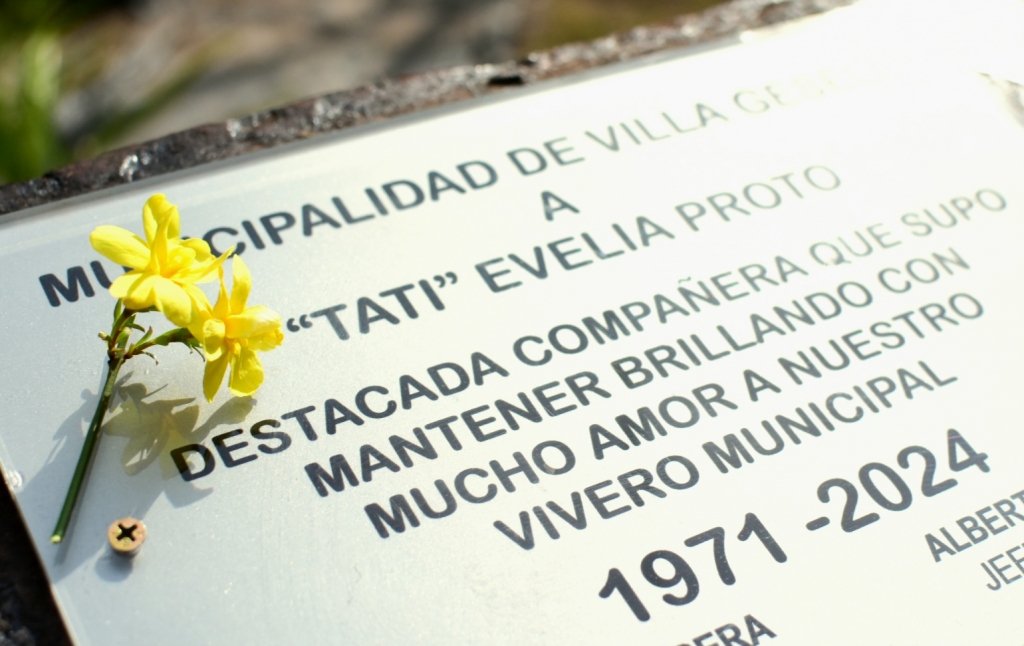 MUNICIPALIDAD DE VILLA GESELL
A
“TATI” EVELIA PROTO
DESTACADA COMPAÑERA QUE SUPO
MANTENER BRILLANDO CON
MUCHO AMOR A NUESTRO
VIVERO MUNICIPAL
1971 -2024